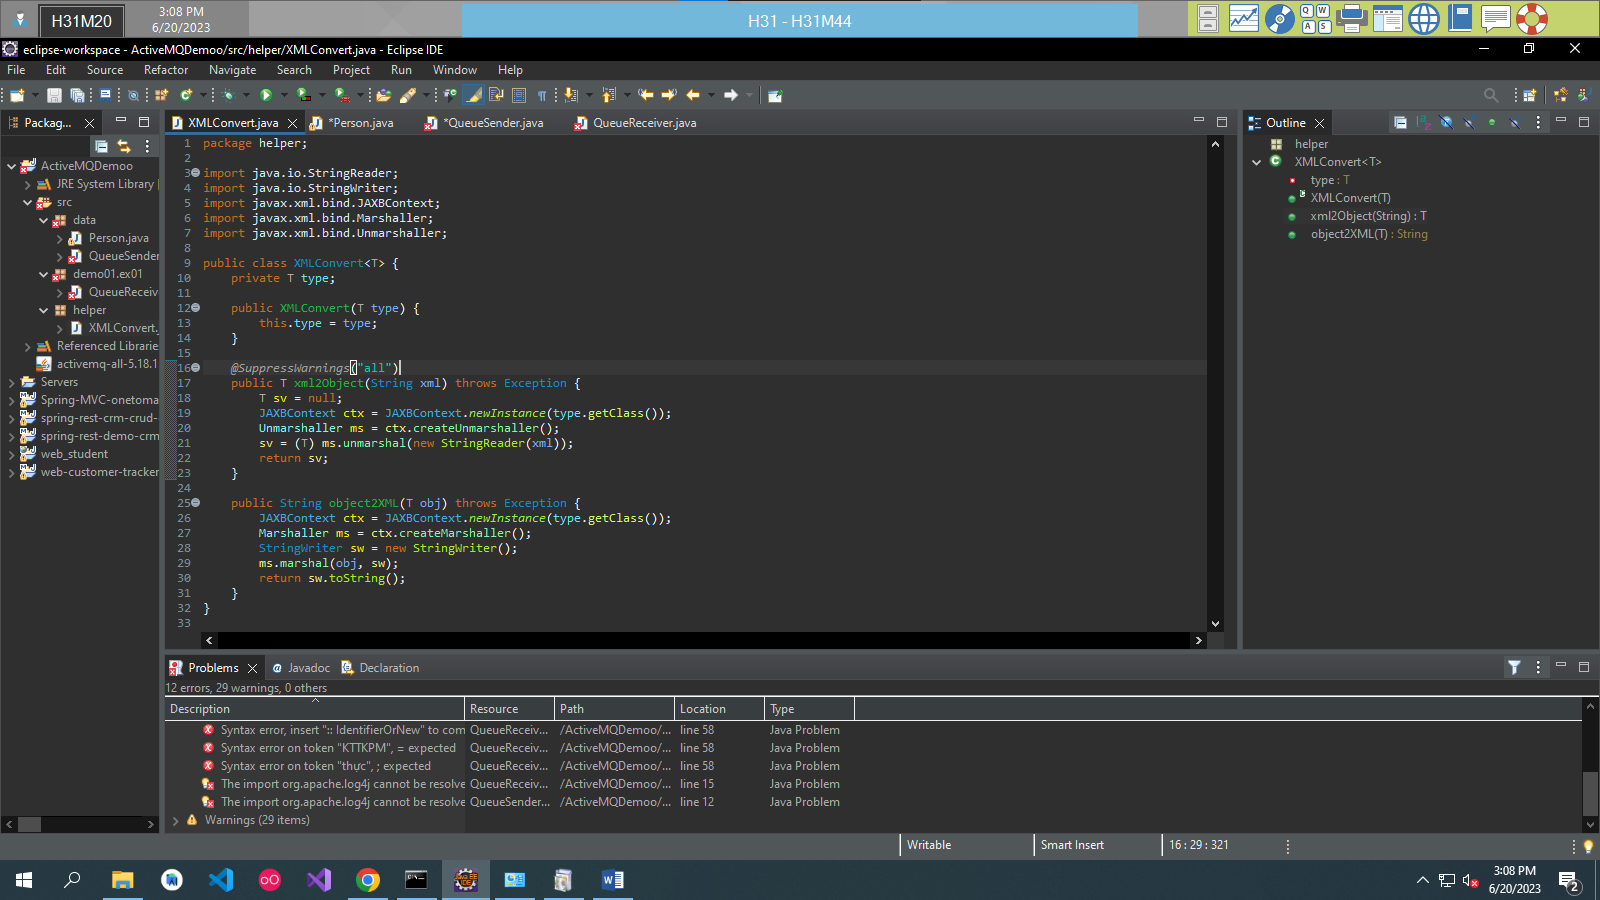 H31M20
3:08 PM
6/20/2023
H31 - H31M44
eclipse-workspace - ActiveMQDemoo/src/helper/XMLConvert.java - Eclipse IDE
File Edit Source Refactor Navigate Search Project Run Window Help
Packag...
XMLConvert.java
*Person.java
*QueueSender.java
QueueReceiver.java
Outline
ActiveMQDemoo
JRE System Library
src
data
Person.java
QueueSender
demo01.ex01
QueueReceiv
helper
XMLConvert.
Referenced Librarie
activemq-all-5.18.1
Servers
Spring-MVC-onetoma
spring-rest-crm-crud-
spring-rest-demo-crm
web_student
web-customer-tracker
1 package helper;
2
3 import java.io.StringReader;
4 import java.io.StringWriter;
5 import javax.xml.bind.JAXBContext;
6 import javax.xml.bind.Marshaller;
7 import javax.xml.bind.Unmarshaller;
8
9 public class XMLConvert<T> {
10 private T type;
11
12 public XMLConvert(T type) {
13 this.type = type;
14 }
15
16 @SuppressWarnings("all")
17 public T xml2Object(String xml) throws Exception {
18 T sv = null;
19 JAXBContext ctx = JAXBContext.newInstance(type.getClass());
20 Unmarshaller ms = ctx.createUnmarshaller();
21 sv = (T) ms.unmarshal(new StringReader(xml));
22 return sv;
23 }
24
25 public String object2XML(T obj) throws Exception {
26 JAXBContext ctx = JAXBContext.newInstance(type.getClass());
27 Marshaller ms = ctx.createMarshaller();
28 StringWriter sw = new StringWriter();
29 ms.marshal(obj, sw);
30 return sw.toString();
31 }
32 }
33
helper
XMLConvert<T>
type : T
XMLConvert(T)
xml2Object(String) : T
object2XML(T) : String
Problems
Javadoc
Declaration
12 errors, 29 warnings, 0 others
Description Resource Path Location Type
Syntax error, insert ":: IdentifierOrNew" to com QueueReceiv... /ActiveMQDemoo/... line 58 Java Problem
Syntax error on token "KTTKPM", = expected QueueReceiv... /ActiveMQDemoo/... line 58 Java Problem
Syntax error on token "thực", ; expected QueueReceiv... /ActiveMQDemoo/... line 58 Java Problem
The import org.apache.log4j cannot be resolve QueueReceiv... /ActiveMQDemoo/... line 15 Java Problem
The import org.apache.log4j cannot be resolve QueueSender... /ActiveMQDemoo/... line 12 Java Problem
Warnings (29 items)
Writable
Smart Insert
16 : 29 : 321
3:08 PM
6/20/2023
2